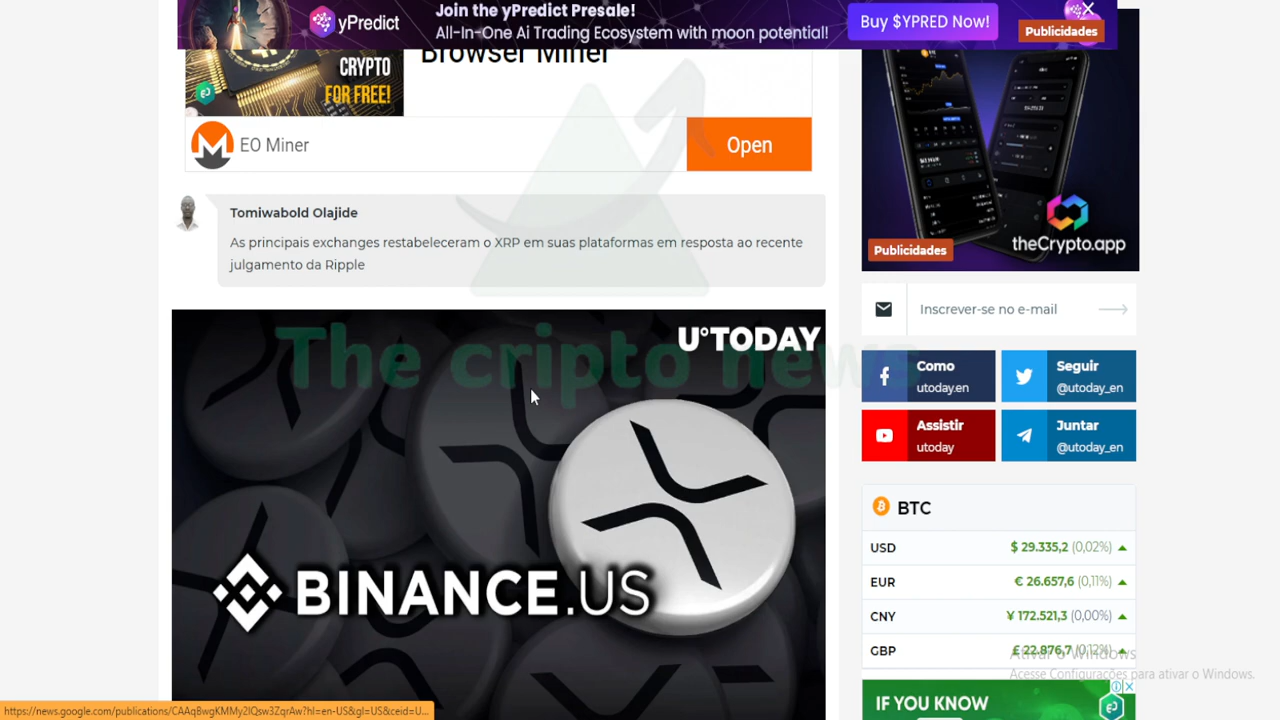 Join the yPredict Presale!
yPredict
All-In-One Ai Trading Ecosystem with moon potential!
Buy $YPRED Now!
Publicidades
Browser Miner
CRYPTO
FOR FREE!
EO Miner
Open
Tomiwabold Olajide
As principais exchanges restabeleceram o XRP em suas plataformas em resposta ao recente
julgamento da Ripple
The cripto news
U°TODAY
BINANCE.US
theCrypto.app
Publicidades
Inscrever-se no e-mail
Como
utoday.en
Seguir
@utoday_en
Assistir
utoday
Juntar
@utoday_en
BTC
USD $ 29.335,2 (0,02%)
EUR € 26.657,6 (0,11%)
CNY ¥ 172.521,3 (0,00%)
GBP £ 22.876,7 (0,12%)
Ativar o Windows
Acesse Configurações para ativar o Windows.
IF YOU KNOW
https://news.google.com/publications/CAAqBwgKMMy2lQsw3ZqrAw?hl=en-US&gl=US&ceid=U...